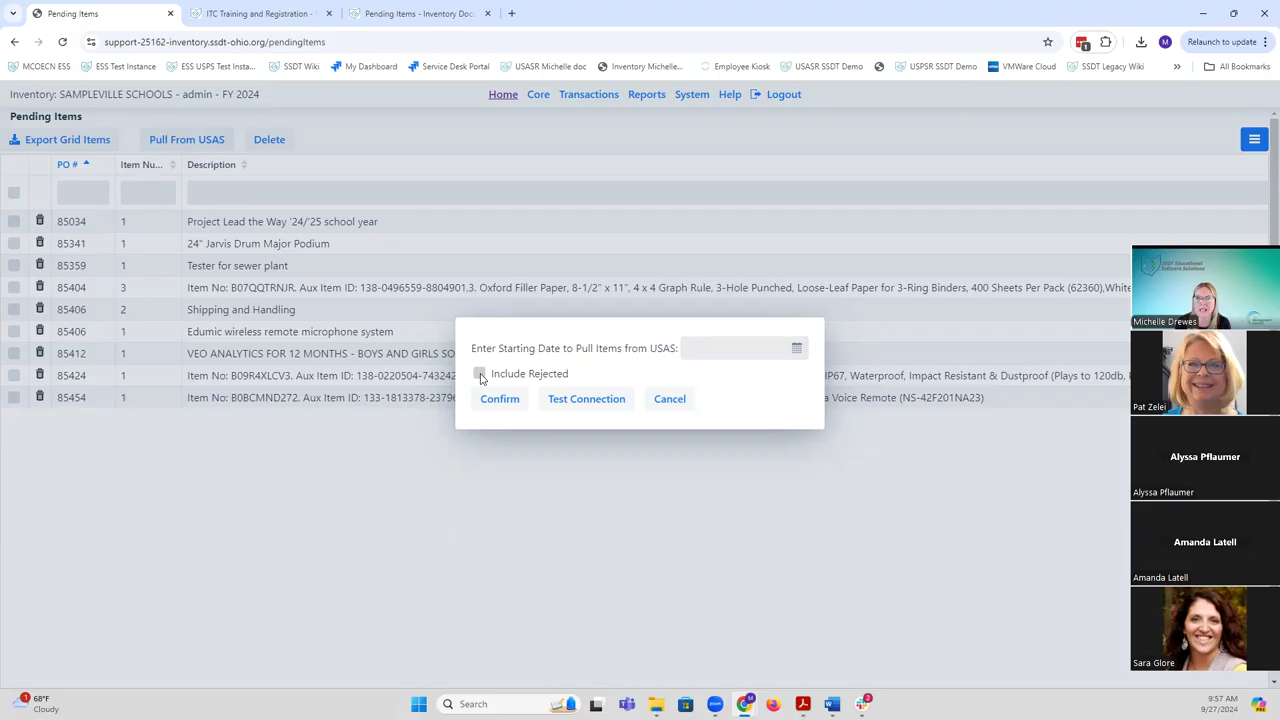 Pending Items
ITC Training and Registration -
Pending Items - Inventory Doc
support-25162-inventory.ssdt-ohio.org/pendingItems
1
M
Relaunch to update
MCOECN ESS
ESS Test Instance
ESS USPS Test Insta...
SSDT Wiki
My Dashboard
Service Desk Portal
USASR Michelle doc
Inventory Michelle...
Employee Kiosk
USASR SSDT Demo
USPSR SSDT Demo
VMWare Cloud
SSDT Legacy Wiki
»
All Bookmarks
Inventory: SAMPLEVILLE SCHOOLS - admin - FY 2024
Home Core Transactions Reports System Help Logout
Pending Items
Export Grid Items Pull From USAS Delete
PO # Item Nu... Description
85034 1 Project Lead the Way '24/'25 school year
85341 1 24" Jarvis Drum Major Podium
85359 1 Tester for sewer plant
85404 3 Item No: B07QQTRNJR. Aux Item ID: 138-0496559-8804901,3. Oxford Filler Paper, 8-1/2" x 11", 4 x 4 Graph Rule, 3-Hole Punched, Loose-Leaf Paper for 3-Ring Binders, 400 Sheets Per Pack (62360),White
85406 2 Shipping and Handling
85406 1 Edumic wireless remote microphone system
85412 1 VEO ANALYTICS FOR 12 MONTHS - BOYS AND GIRLS SO
85424 1 Item No: B09R4XLCV3. Aux Item ID: 138-0220504-743242 IP67, Waterproof, Impact Resistant & Dustproof (Plays to 120db,
85454 1 Item No: B0BCMND272. Aux Item ID: 133-1813378-2379 a Voice Remote (NS-42F201NA23)
Enter Starting Date to Pull Items from USAS:
Include Rejected
Confirm Test Connection Cancel
SSDT Educational
Software Solutions
Michelle Drewes
Pat Zelei
Alyssa Pflaumer
Alyssa Pflaumer
Amanda Latell
Amanda Latell
Sara Glore
1
68°F
Cloudy
Search
zoom
2
9:57 AM
9/27/2024